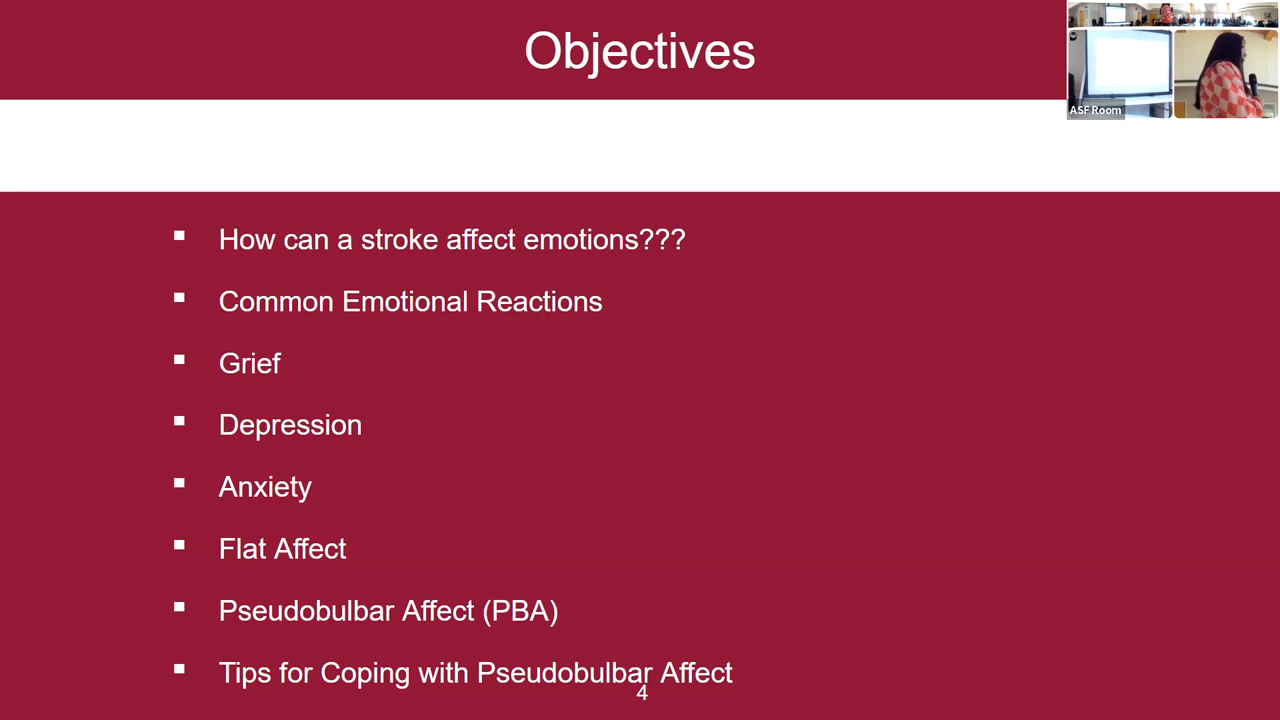 Objectives
ASF Room
How can a stroke affect emotions???
Common Emotional Reactions
Grief
Depression
Anxiety
Flat Affect
Pseudobulbar Affect (PBA)
Tips for Coping with Pseudobulbar Affect
4